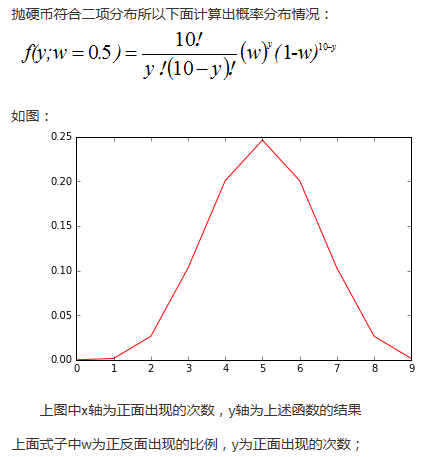 抛硬币符合二项分布所以下面计算出概率分布情况：
f(y;w = 0.5) = \frac{10!}{y!(10-y)!}(w)^y(1-w)^{10-y}
如图：
0.25
0.20
0.15
0.10
0.05
0.00
0 1 2 3 4 5 6 7 8 9
上图中x轴为正面出现的次数，y轴为上述函数的结果
上面式子中w为正反面出现的比例，y为正面出现的次数；